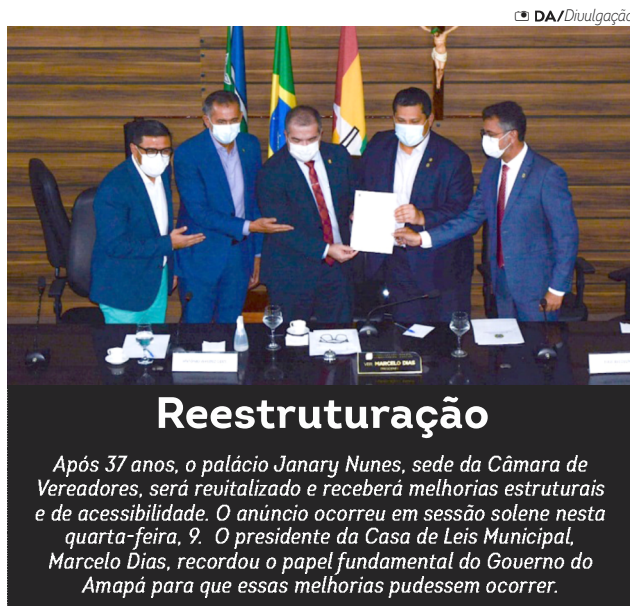 DA/Divulgação
VER. MARCELO DIAS
Reestruturação
Após 37 anos, o palácio Janary Nunes, sede da Câmara de
Vereadores, será revitalizado e receberá melhorias estruturais
e de acessibilidade. O anúncio ocorreu em sessão solene nesta
quarta-feira, 9. O presidente da Casa de Leis Municipal,
Marcelo Dias, recordou o papel fundamental do Governo do
Amapá para que essas melhorias pudessem ocorrer.